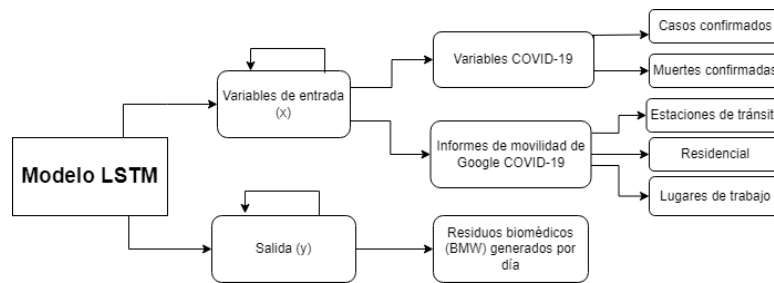 Modelo LSTM
Variables de entrada
(x)
Salida (y)
Variables COVID-19
Informes de movilidad de
Google COVID-19
Residuos biomédicos
(BMW) generados por
día
Casos confirmados
Muertes confirmadas
Estaciones de tránsit
Residencial
Lugares de trabajo